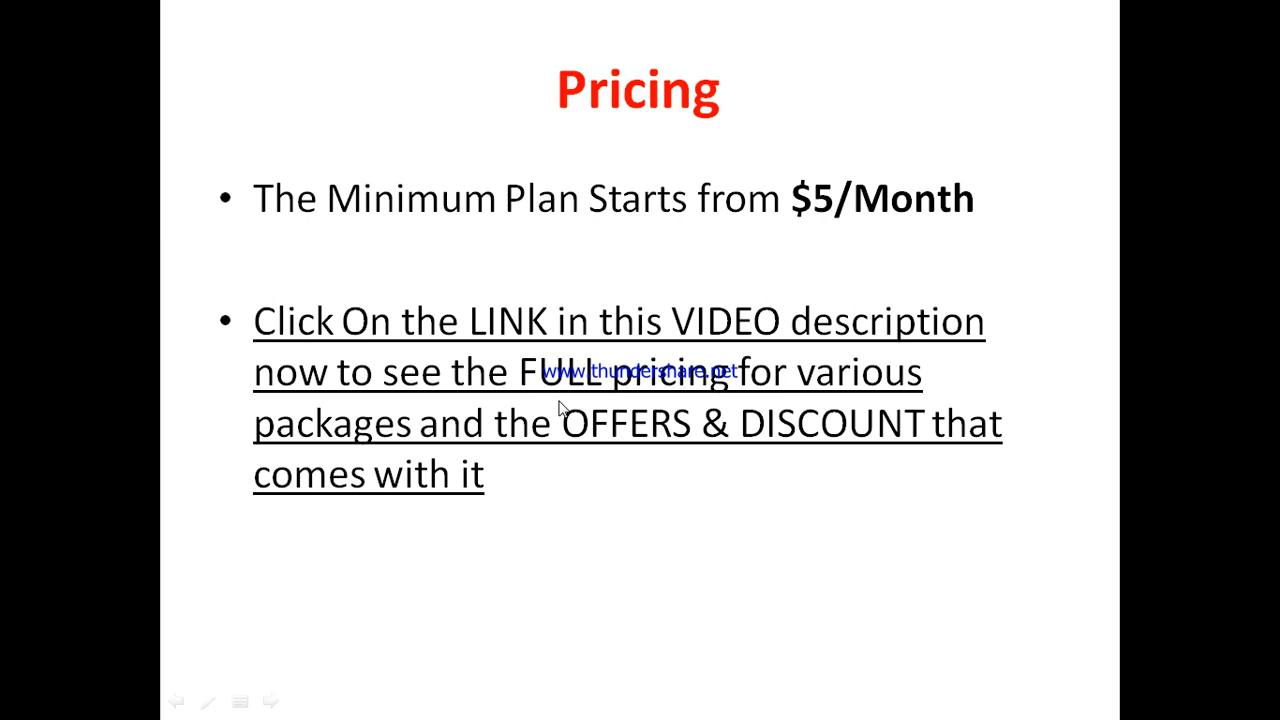 Pricing
• The Minimum Plan Starts from $5/Month
• Click On the LINK in this VIDEO description
now to see the FULL pricing for various
www.thundershare.net
packages and the OFFERS & DISCOUNT that
comes with it